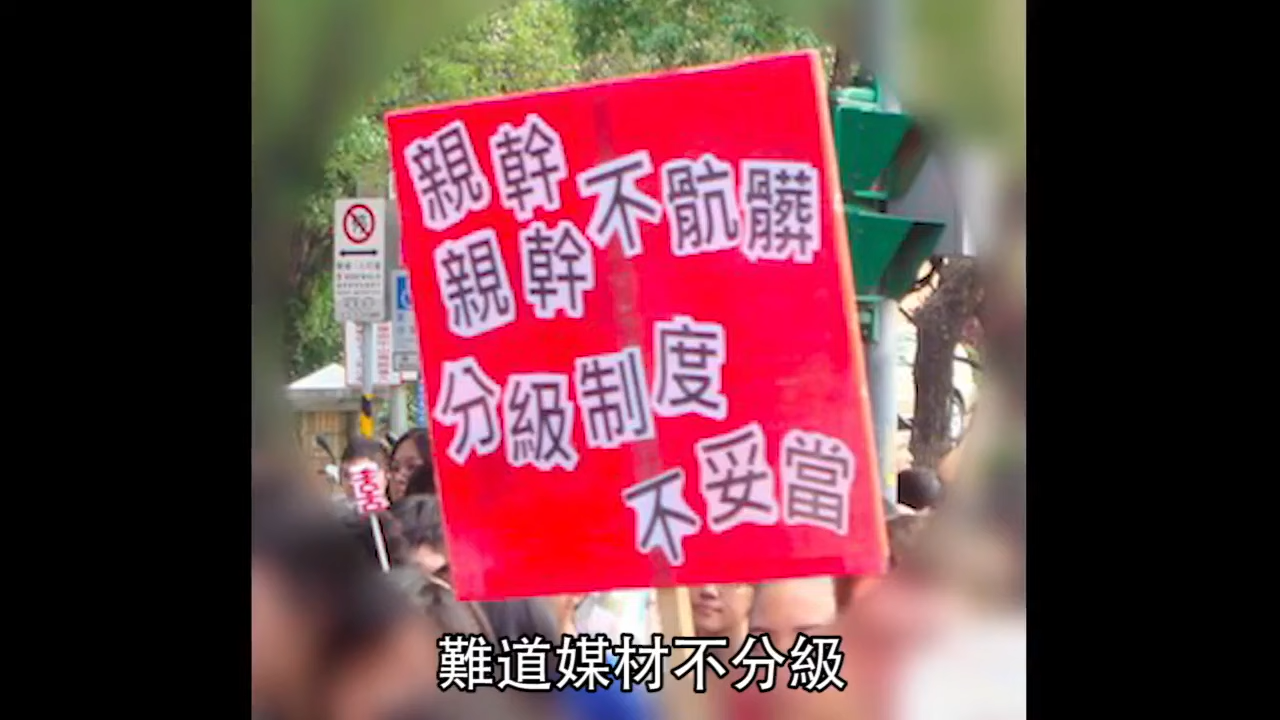 親幹
不骯髒
親幹
分級制度
不妥當
難道媒材不分級